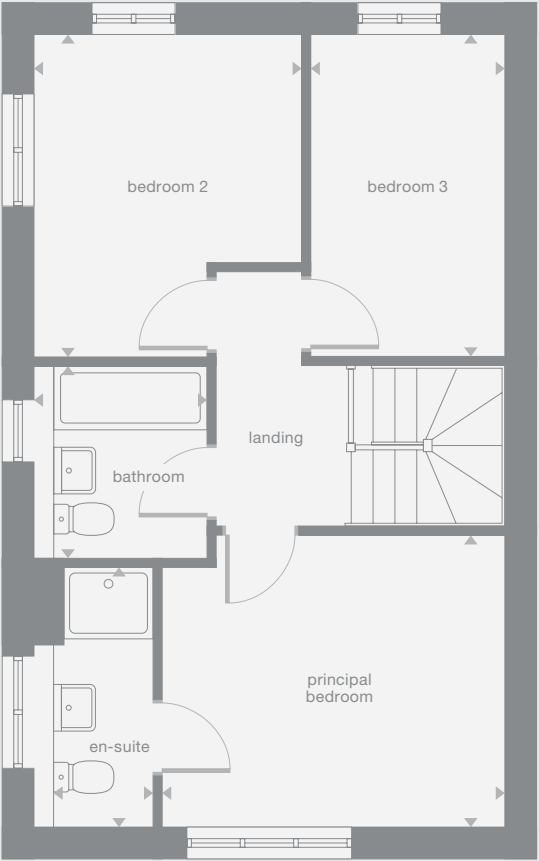 bedroom 2
bedroom 3
landing
bathroom
principal
bedroom
en-suite